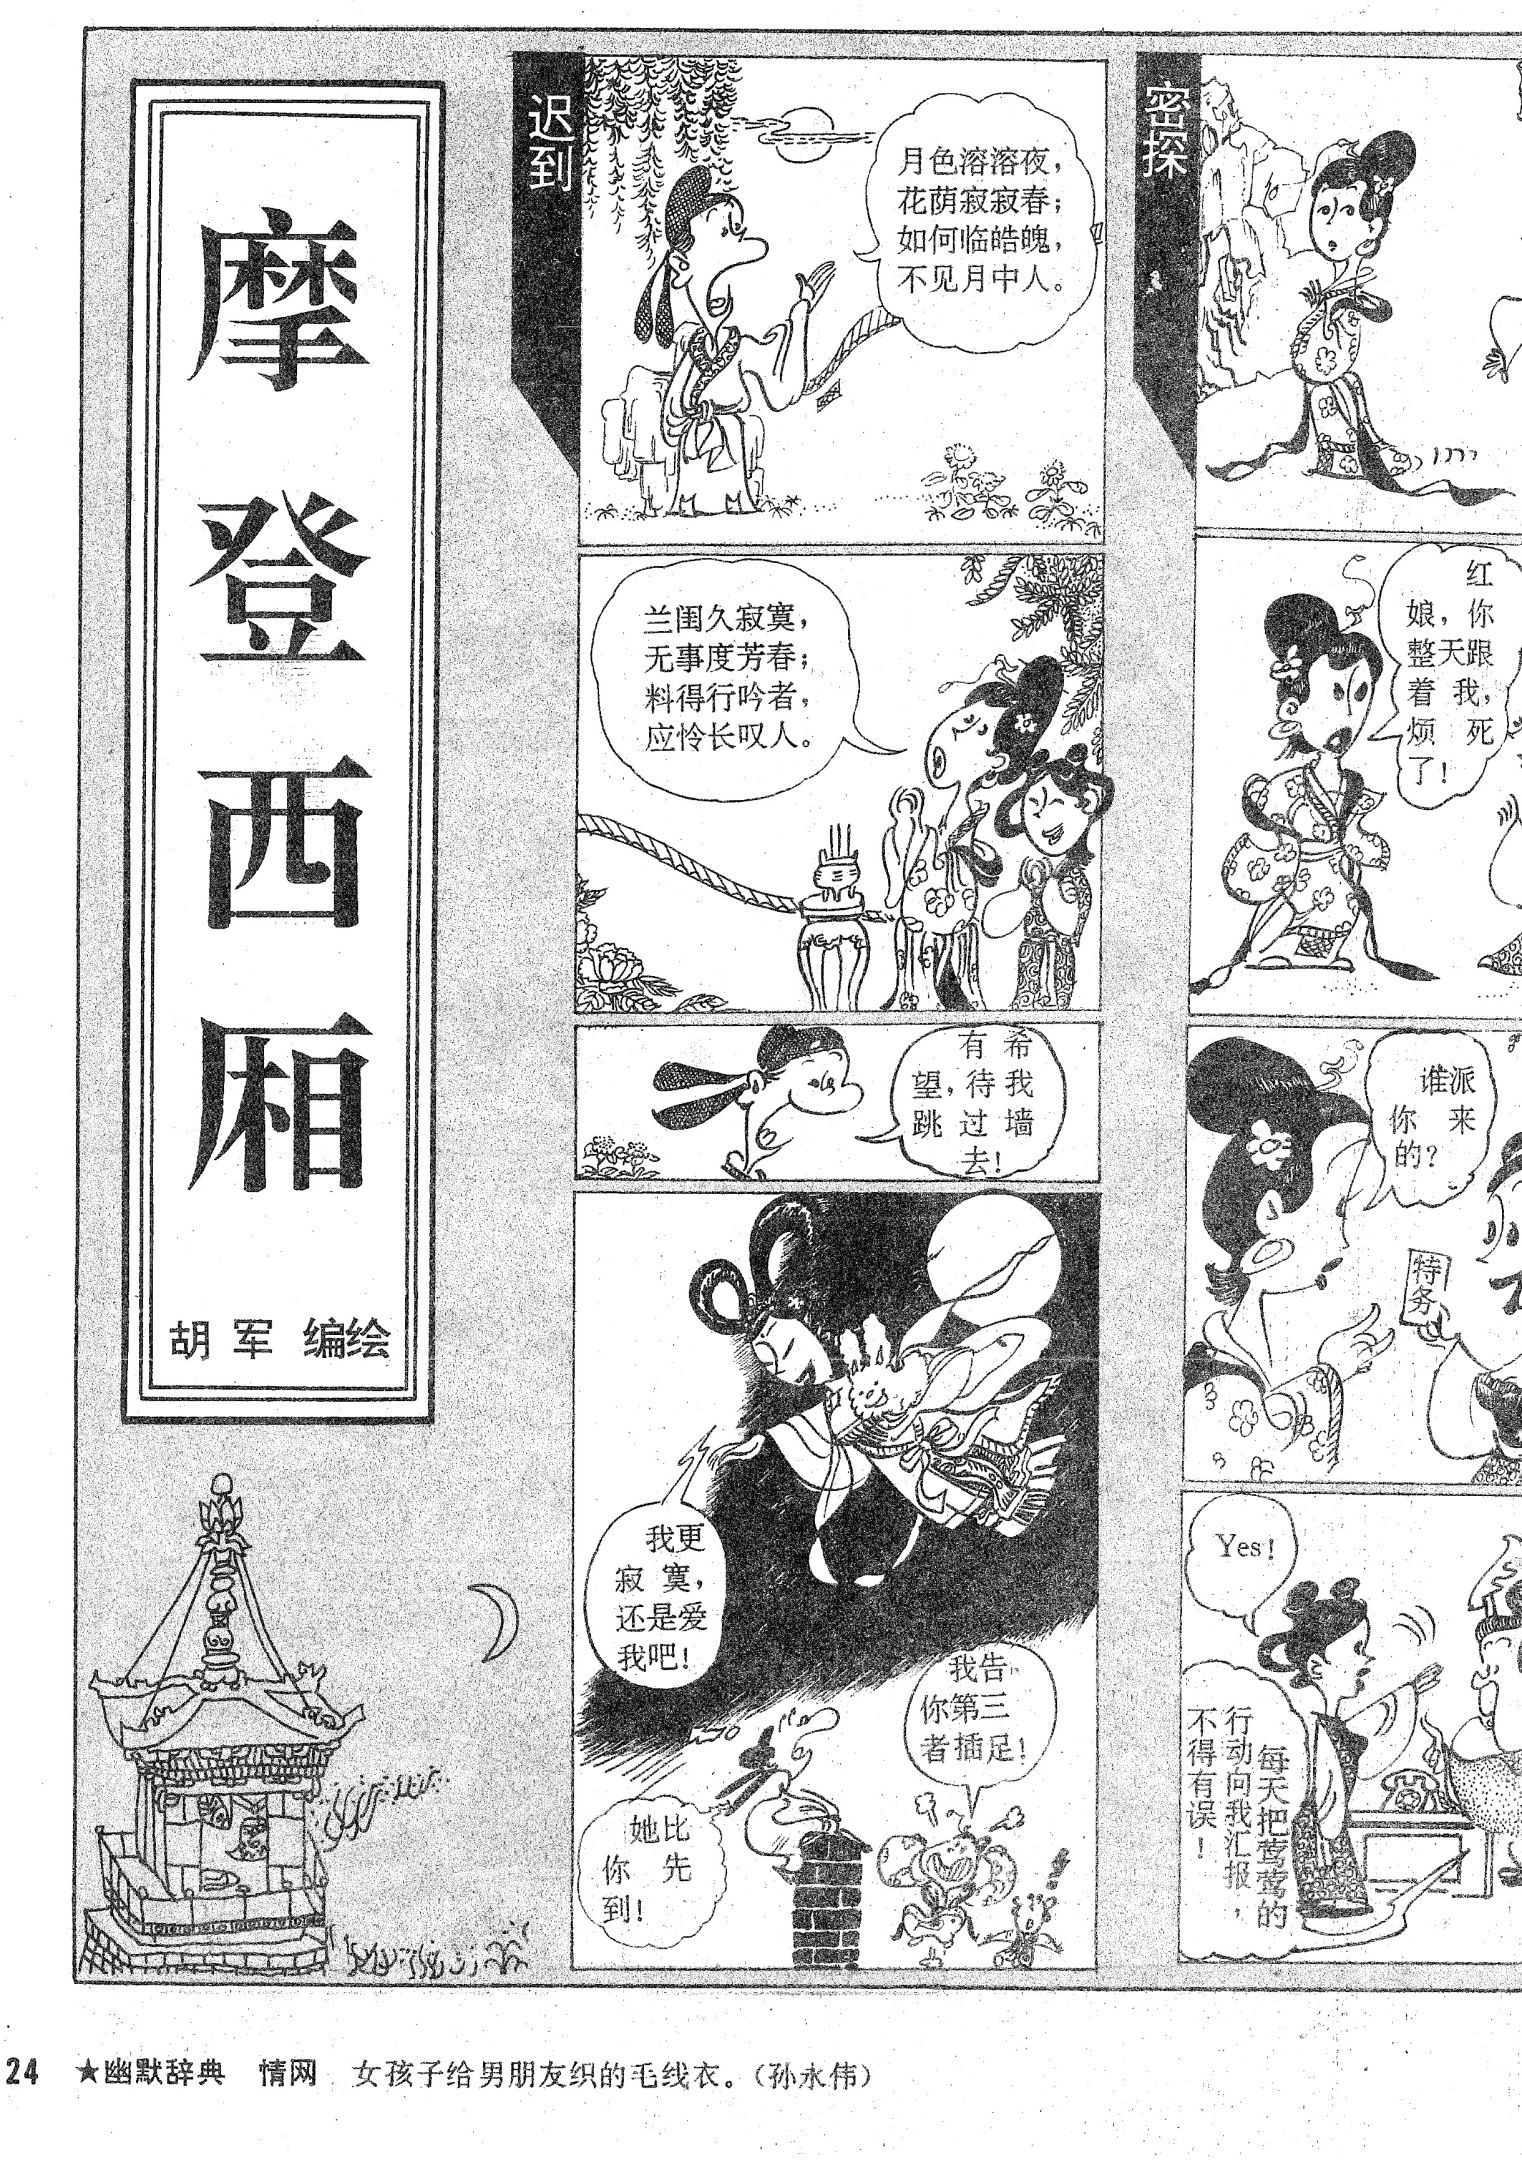 摩登西厢
胡军 编绘
迟到
月色溶溶夜，
花荫寂寂春；
如何临皓魄，
不见月中人。
兰闺久寂寞，
无事度芳春；
料得行吟者，
应怜长叹人。
有希
望，待我
跳过墙
去！
我更
寂寞，
还是爱
我吧！
我告
你第三
者插足！
她比
你先
到！
密探
红
娘，你
整天跟
着我，
烦死
了！
谁派
你来
的？
特务
Yes！
每天把莺莺的
行动向我汇报，
不得有误！
24 ★幽默辞典 情网 女孩子给男朋友织的毛线衣。（孙永伟）